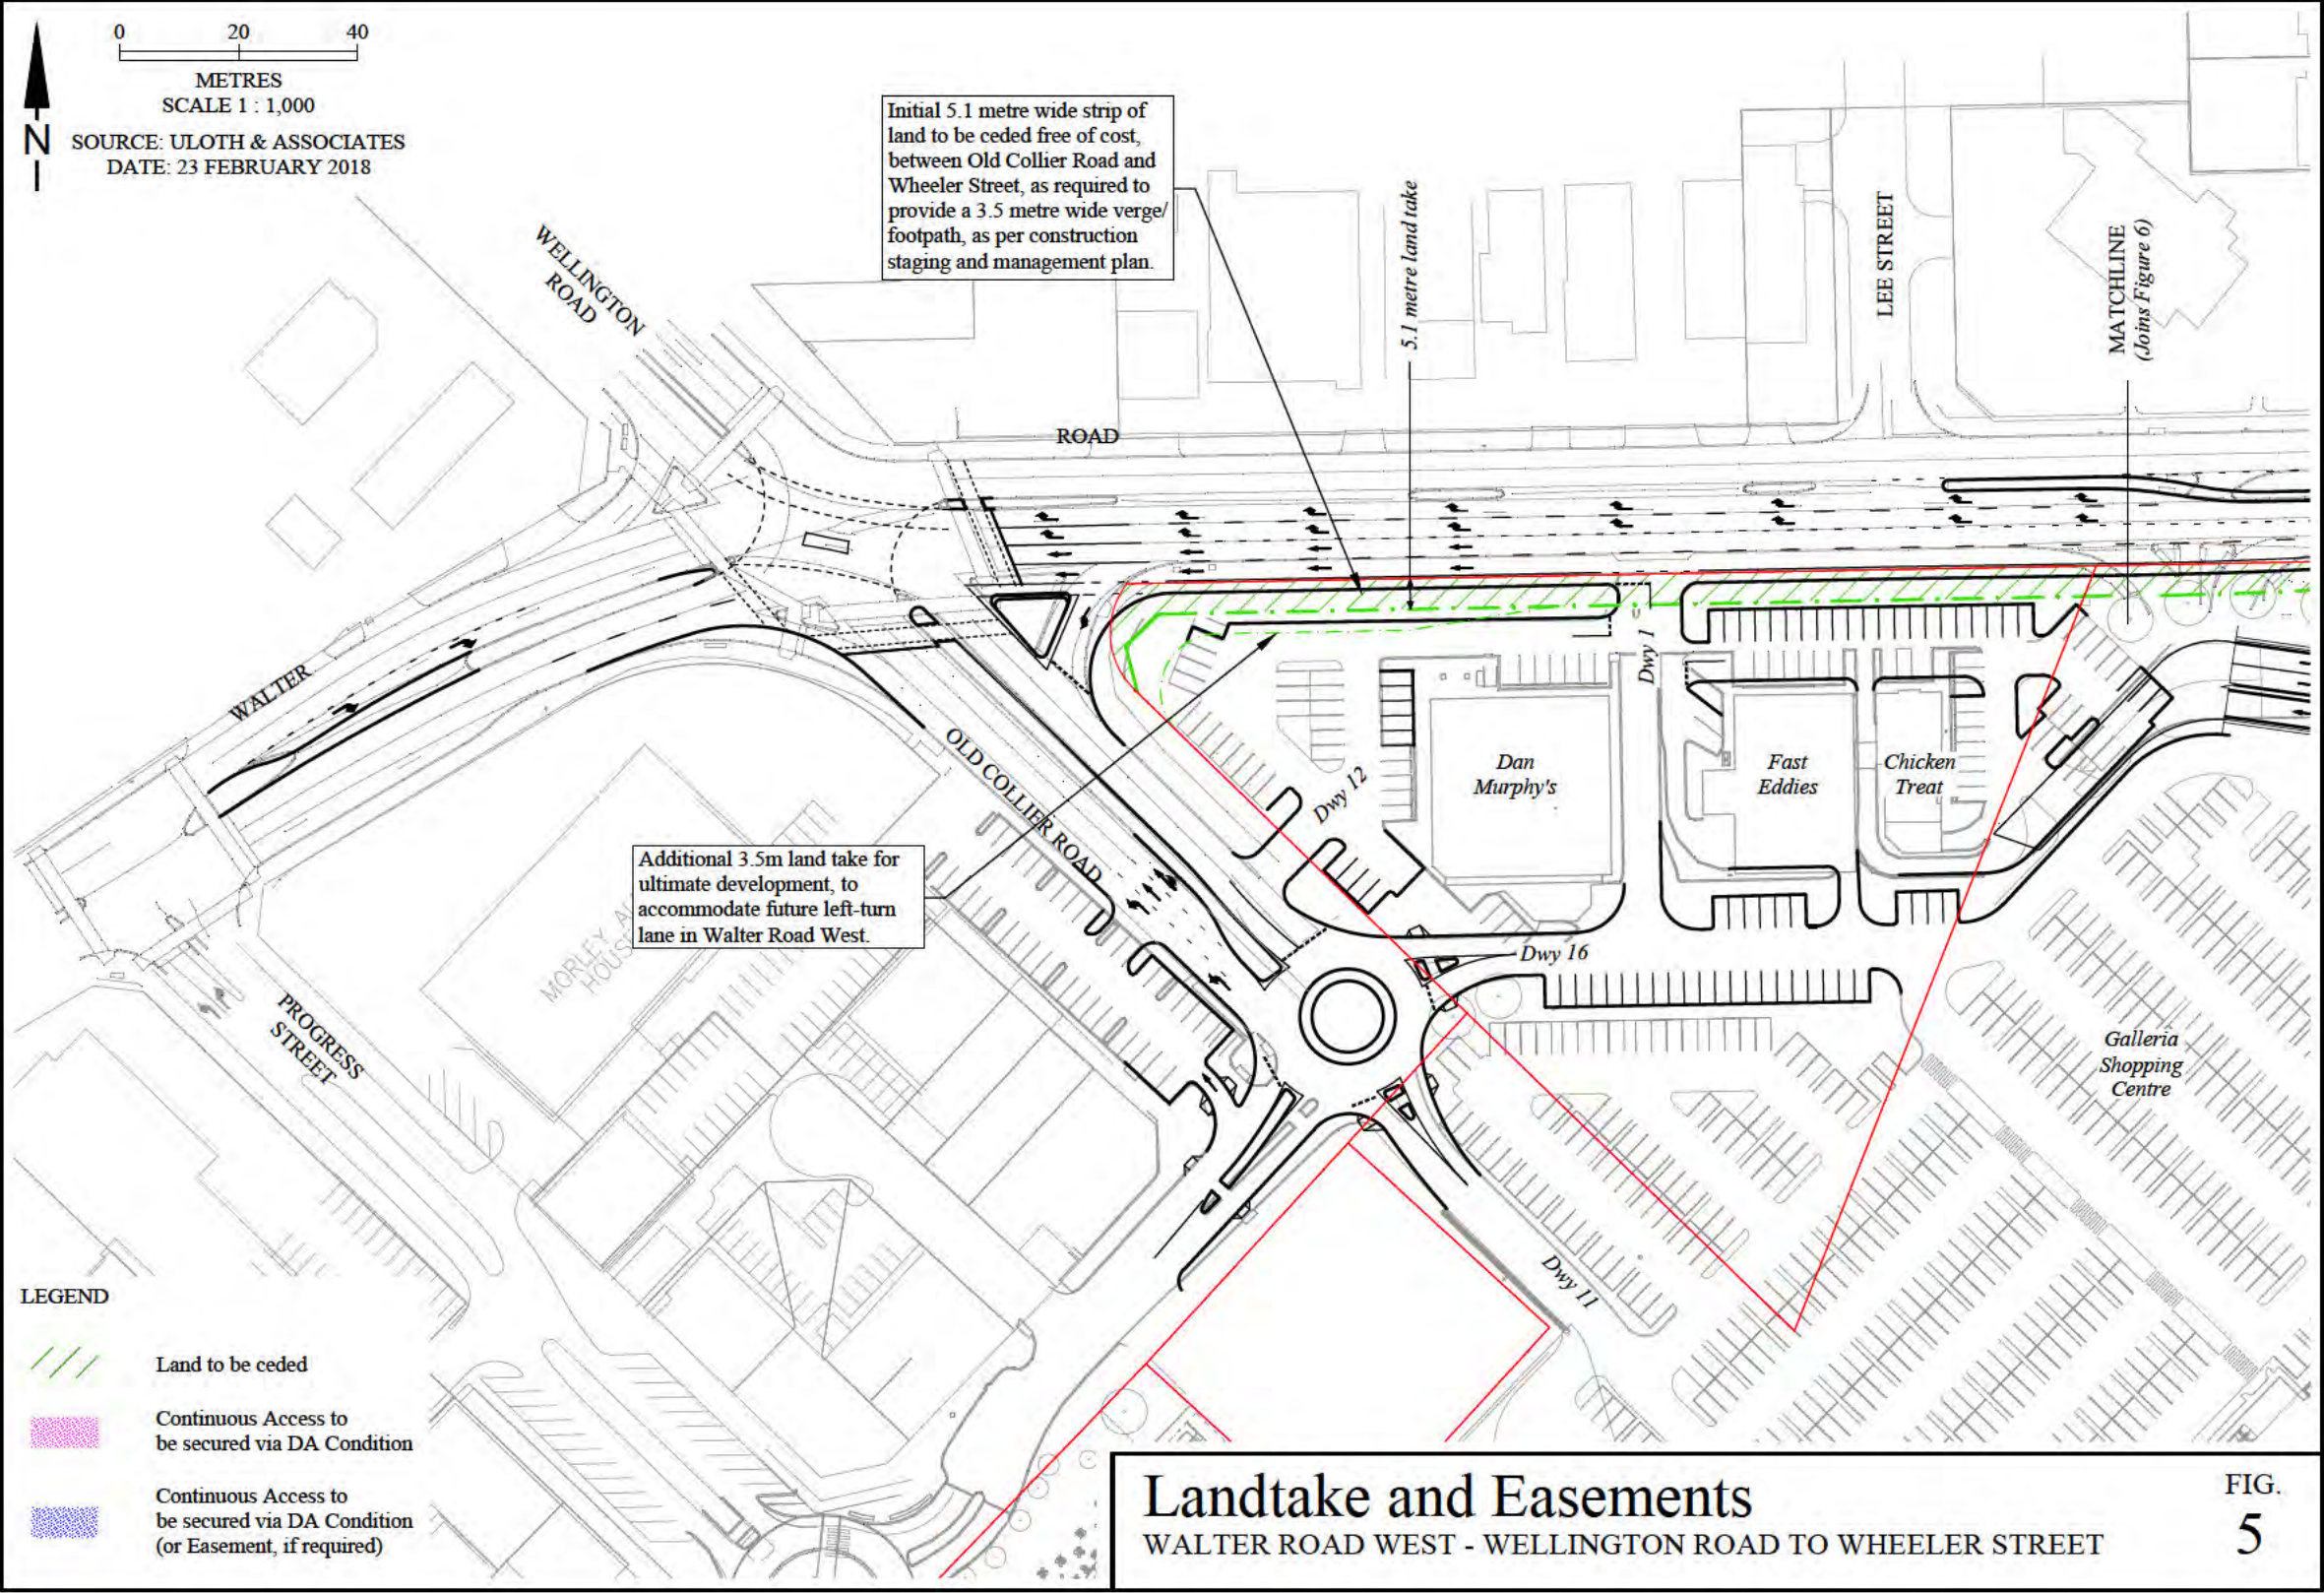 0 20 40
METRES
SCALE 1 : 1,000
SOURCE: ULOTH & ASSOCIATES
DATE: 23 FEBRUARY 2018
N
Initial 5.1 metre wide strip of
land to be ceded free of cost,
between Old Collier Road and
Wheeler Street, as required to
provide a 3.5 metre wide verge/
footpath, as per construction
staging and management plan.
5.1 metre land take
LEE STREET
MATCHLINE
(Joins Figure 6)
WELLINGTON
ROAD
ROAD
WALTER
OLD COLLIER ROAD
Dwy 1
Dan
Murphy's
Fast
Eddies
Chicken
Treat
Dwy 12
Additional 3.5m land take for
ultimate development, to
accommodate future left-turn
lane in Walter Road West.
MORLEY
HOUS
Dwy 16
PROGRESS
STREET
Galleria
Shopping
Centre
Dwy 11
LEGEND
Land to be ceded
Continuous Access to
be secured via DA Condition
Continuous Access to
be secured via DA Condition
(or Easement, if required)
Landtake and Easements
WALTER ROAD WEST - WELLINGTON ROAD TO WHEELER STREET
FIG.
5